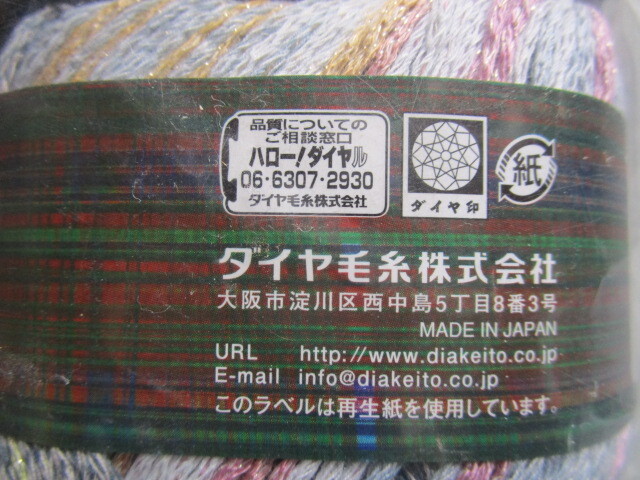 品質についての
ご相談窓口
ハロー!ダイヤル
06-6307-2930
ダイヤ毛糸株式会社
ダイヤ印
紙
ダイヤ毛糸株式会社
大阪市淀川区西中島5丁目8番3号
MADE IN JAPAN
URL http://www.diakeito.co.jp
E-mail info@diakeito.co.jp
このラベルは再生紙を使用しています。